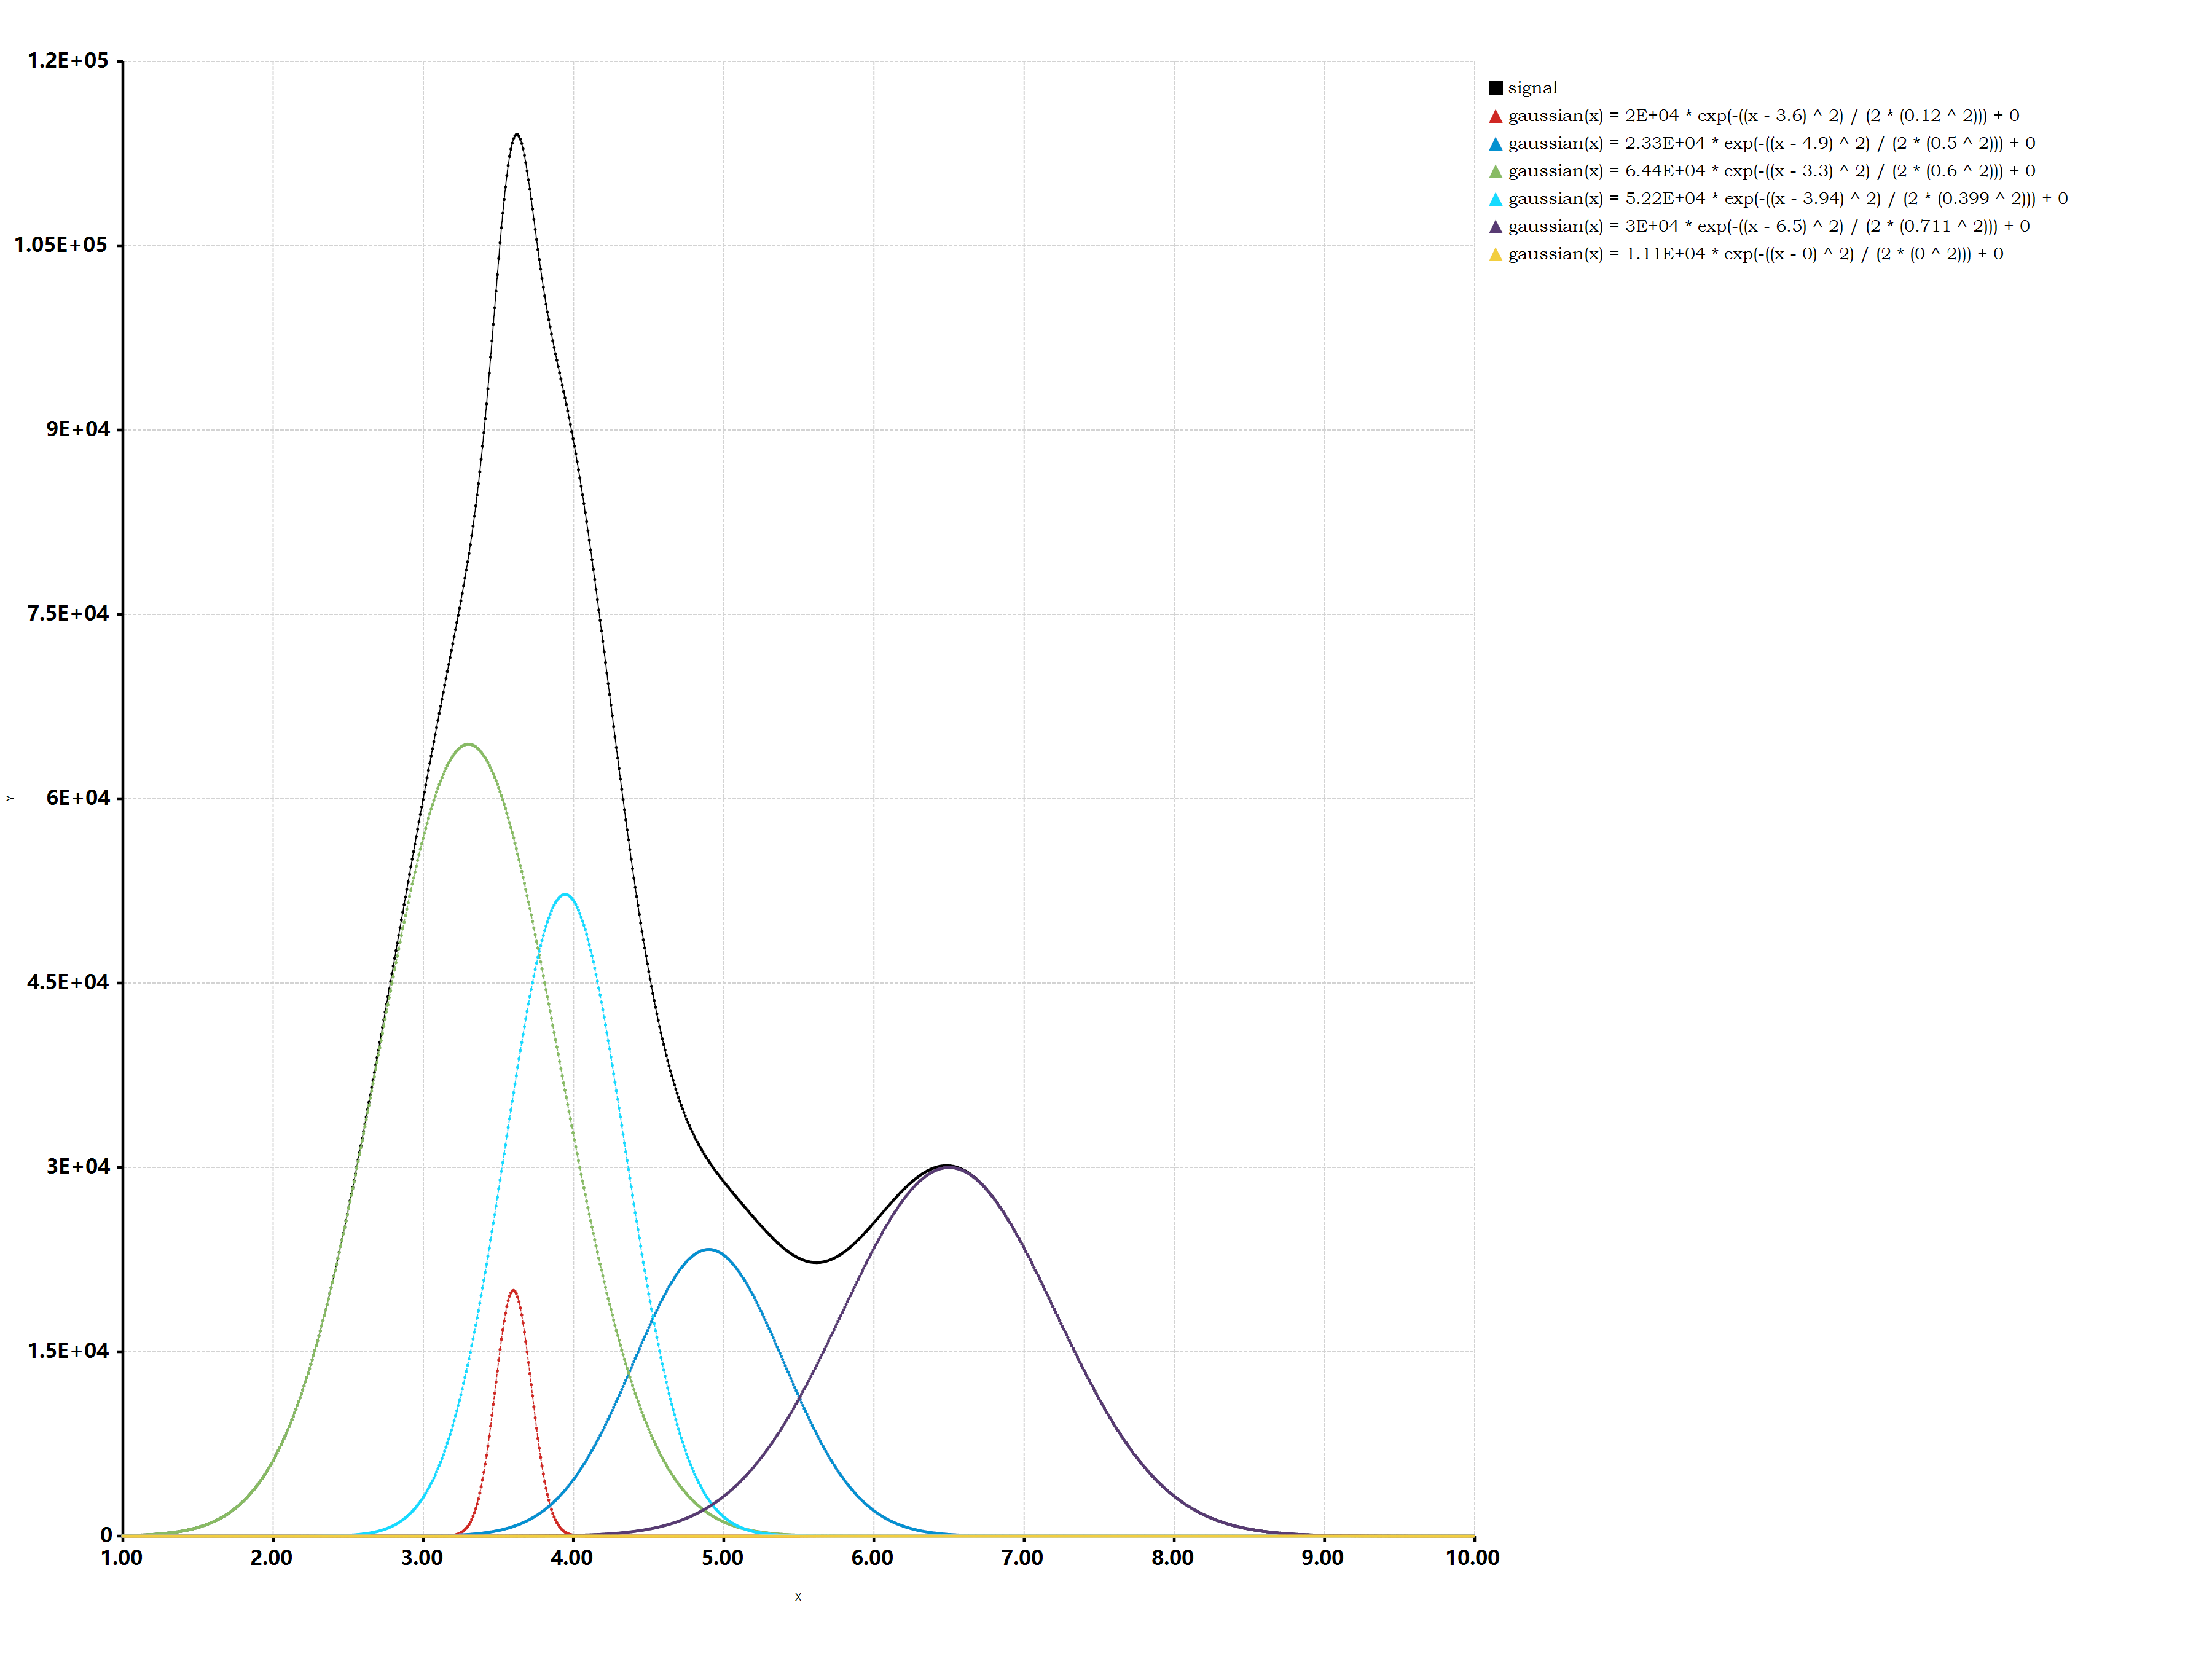 1.2E+05
1.05E+05
9E+04
7.5E+04
6E+04
4.5E+04
3E+04
1.5E+04
0
Y
1.00 2.00 3.00 4.00 5.00 6.00 7.00 8.00 9.00 10.00
X
signal
gaussian(x) = 2E+04 * exp(-((x - 3.6) ^ 2) / (2 * (0.12 ^ 2))) + 0
gaussian(x) = 2.33E+04 * exp(-((x - 4.9) ^ 2) / (2 * (0.5 ^ 2))) + 0
gaussian(x) = 6.44E+04 * exp(-((x - 3.3) ^ 2) / (2 * (0.6 ^ 2))) + 0
gaussian(x) = 5.22E+04 * exp(-((x - 3.94) ^ 2) / (2 * (0.399 ^ 2))) + 0
gaussian(x) = 3E+04 * exp(-((x - 6.5) ^ 2) / (2 * (0.711 ^ 2))) + 0
gaussian(x) = 1.11E+04 * exp(-((x - 0) ^ 2) / (2 * (0 ^ 2))) + 0